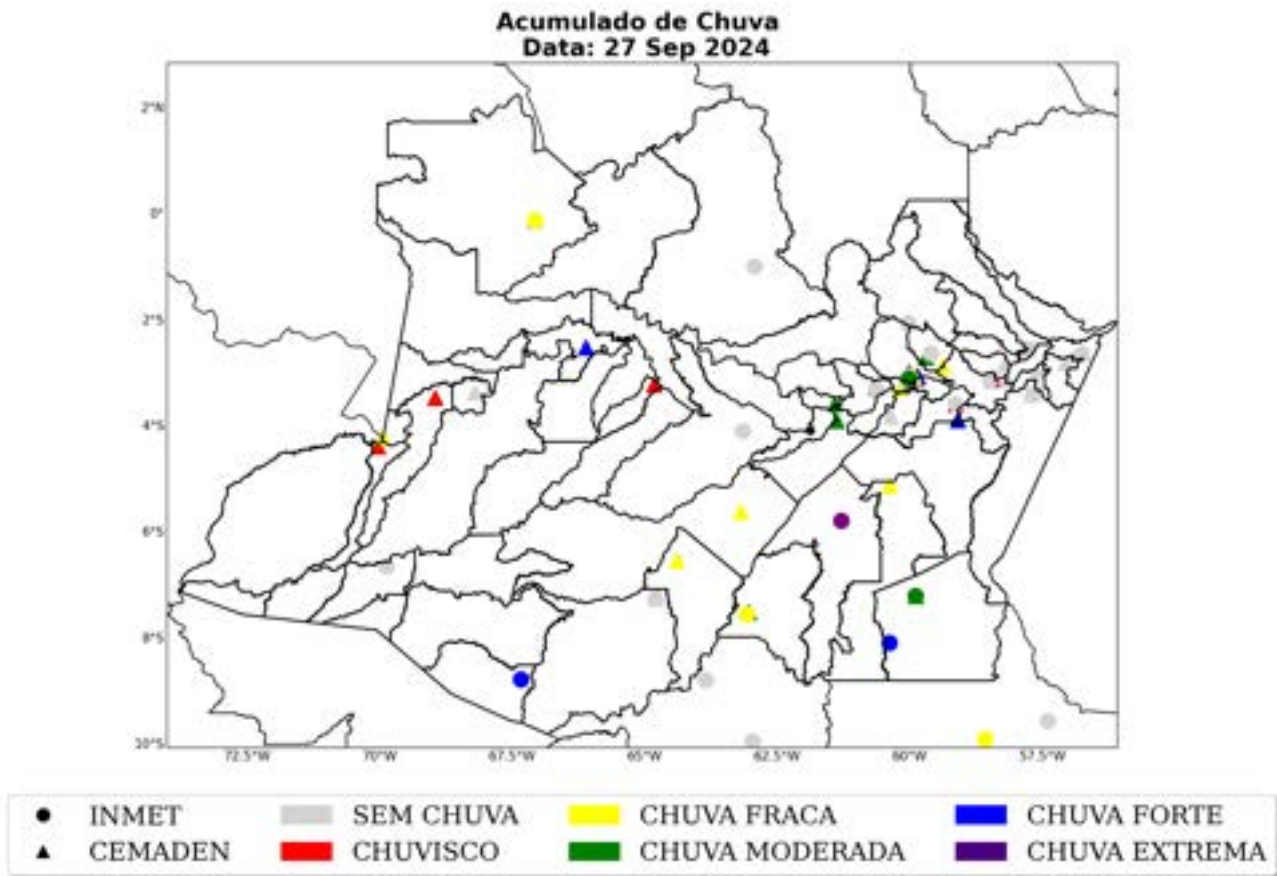 Acumulado de Chuva
Data: 27 Sep 2024
2°N
0°
2°S
4°S
6°S
8°S
10°S
72.5°W 70°W 67.5°W 65°W 62.5°W 60°W 57.5°W
INMET SEM CHUVA CHUVA FRACA CHUVA FORTE
CEMADEN CHUVISCO CHUVA MODERADA CHUVA EXTREMA